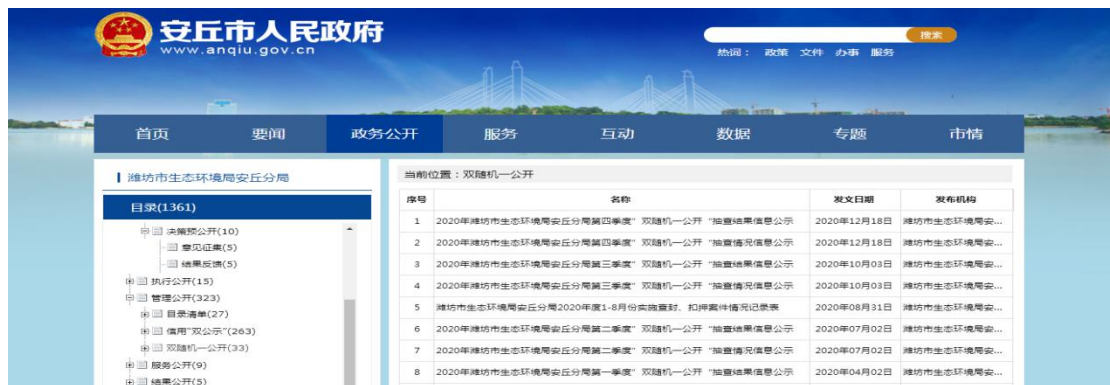 安丘市人民政府
www.anqiu.gov.cn
搜索
热词： 政策 文件 办事 服务
首页 要闻 政务公开 服务 互动 数据 专题 市情
潍坊市生态环境局安丘分局
目录(1361)
决策预公开(10)
意见征集(5)
结果反馈(5)
执行公开(15)
管理公开(323)
目录清单(27)
信用"双公示"(263)
双随机一公开(33)
服务公开(9)
结果公开(5)
当前位置：双随机一公开
序号 名称 发文日期 发布机构
1 2020年潍坊市生态环境局安丘分局第四季度”双随机一公开“抽查结果信息公示 2020年12月18日 潍坊市生态环境局安...
2 2020年潍坊市生态环境局安丘分局第四季度”双随机一公开“抽查情况信息公示 2020年12月18日 潍坊市生态环境局安...
3 2020年潍坊市生态环境局安丘分局第三季度”双随机一公开“抽查结果信息公示 2020年10月03日 潍坊市生态环境局安...
4 2020年潍坊市生态环境局安丘分局第三季度”双随机一公开“抽查情况信息公示 2020年10月03日 潍坊市生态环境局安...
5 潍坊市生态环境局安丘分局2020年度1-8月份实施查封、扣押案件情况记录表 2020年08月31日 潍坊市生态环境局安...
6 2020年潍坊市生态环境局安丘分局第二季度”双随机一公开“抽查结果信息公示 2020年07月02日 潍坊市生态环境局安...
7 2020年潍坊市生态环境局安丘分局第二季度”双随机一公开“抽查情况信息公示 2020年07月02日 潍坊市生态环境局安...
8 2020年潍坊市生态环境局安丘分局第一季度”双随机一公开“抽查结果信息公示 2020年04月02日 潍坊市生态环境局安...